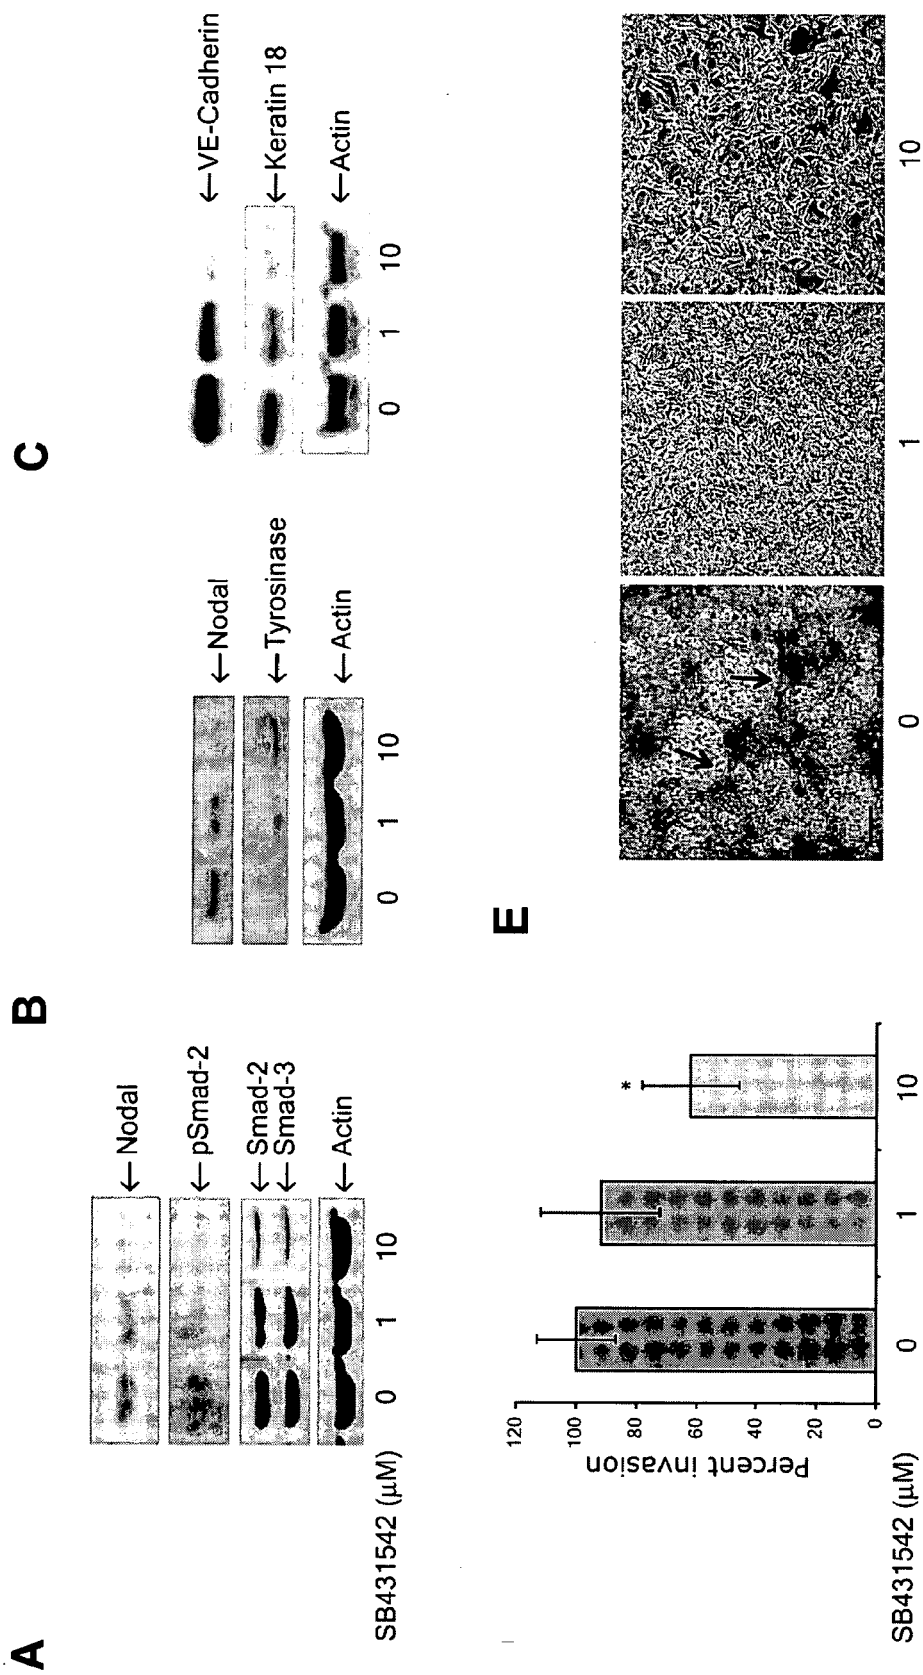 A
Nodal
pSmad-2
Smad-2
Smad-3
Actin
SB431542 (μM)
0 1 10
B
Nodal
Tyrosinase
Actin
0 1 10
C
VE-Cadherin
Keratin 18
Actin
0 1 10
Percent invasion
120
100
80
60
40
20
0
*
SB431542 (μM)
0 1 10
E
0 1 10